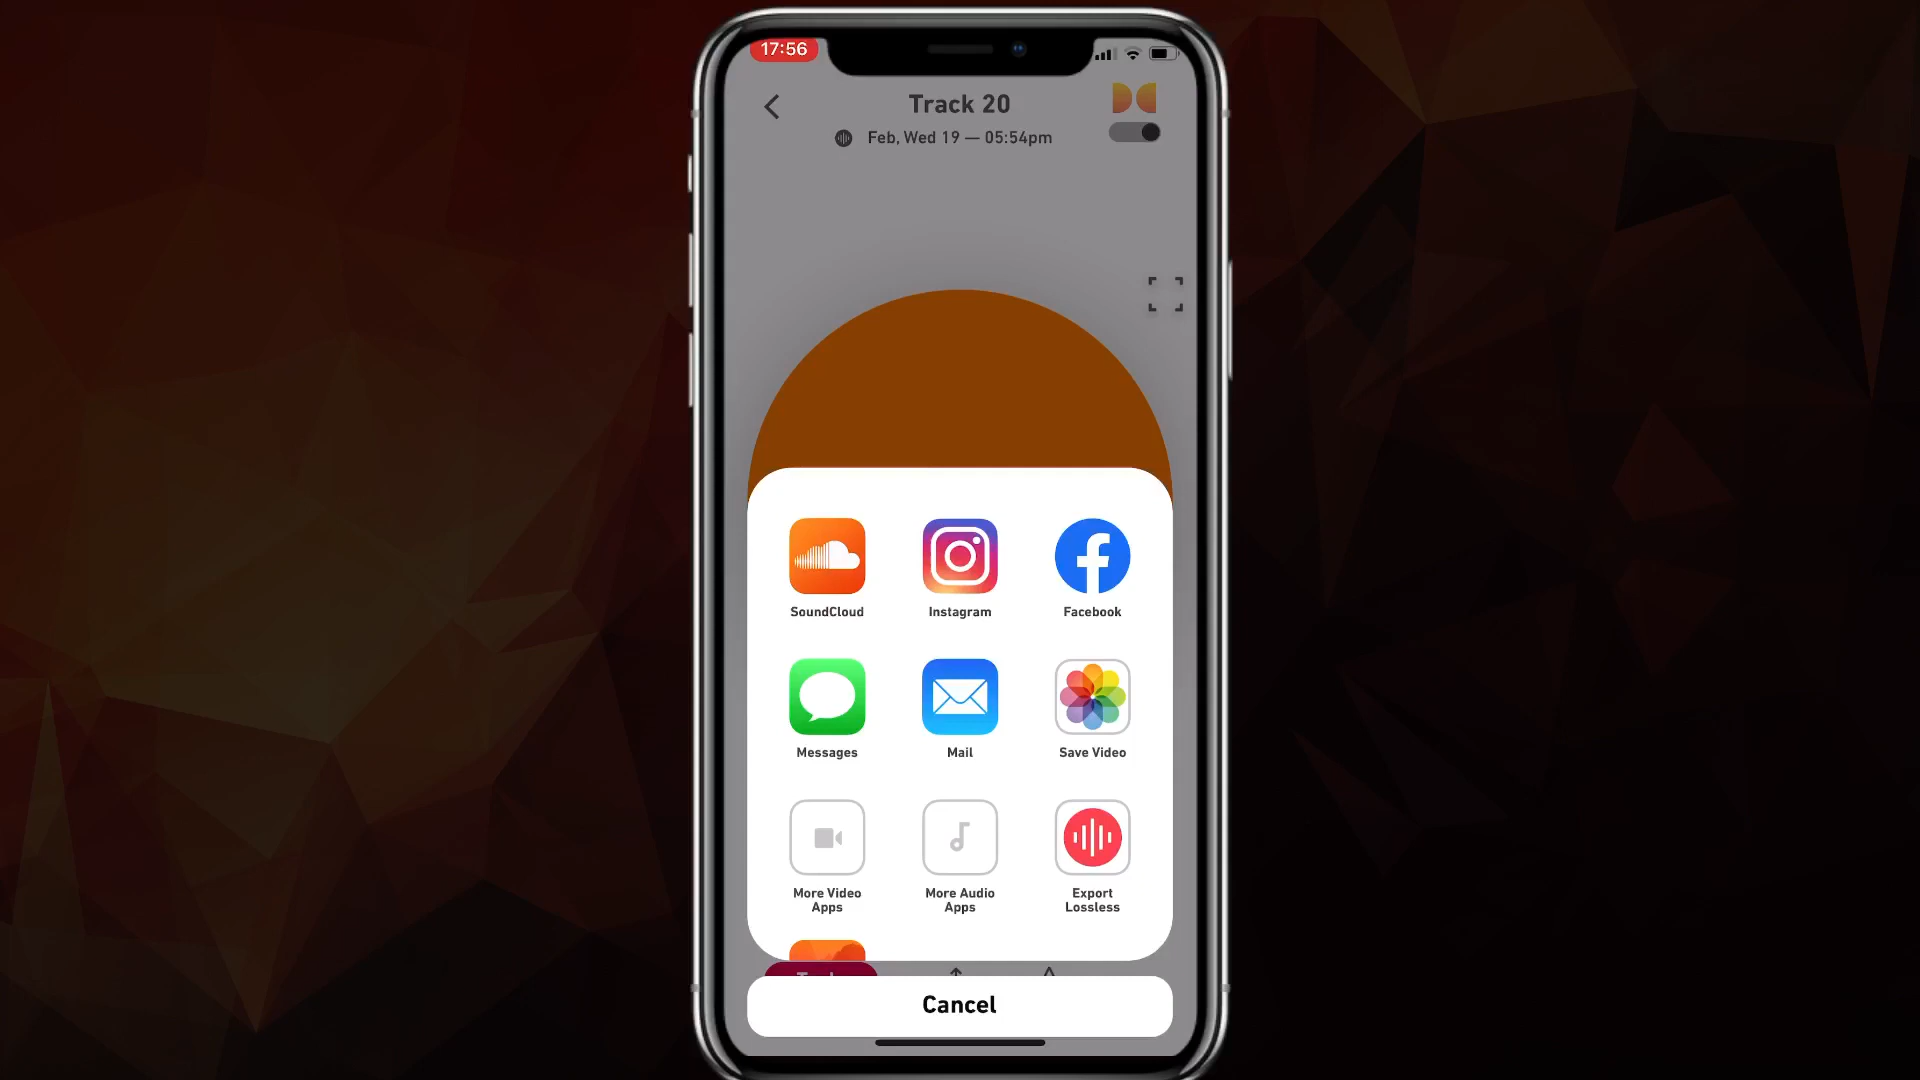 17:56
Track 20
Feb, Wed 19 — 05:54pm
SoundCloud
Instagram
Facebook
Messages
Mail
Save Video
More Video
Apps
More Audio
Apps
Export
Lossless
Cancel